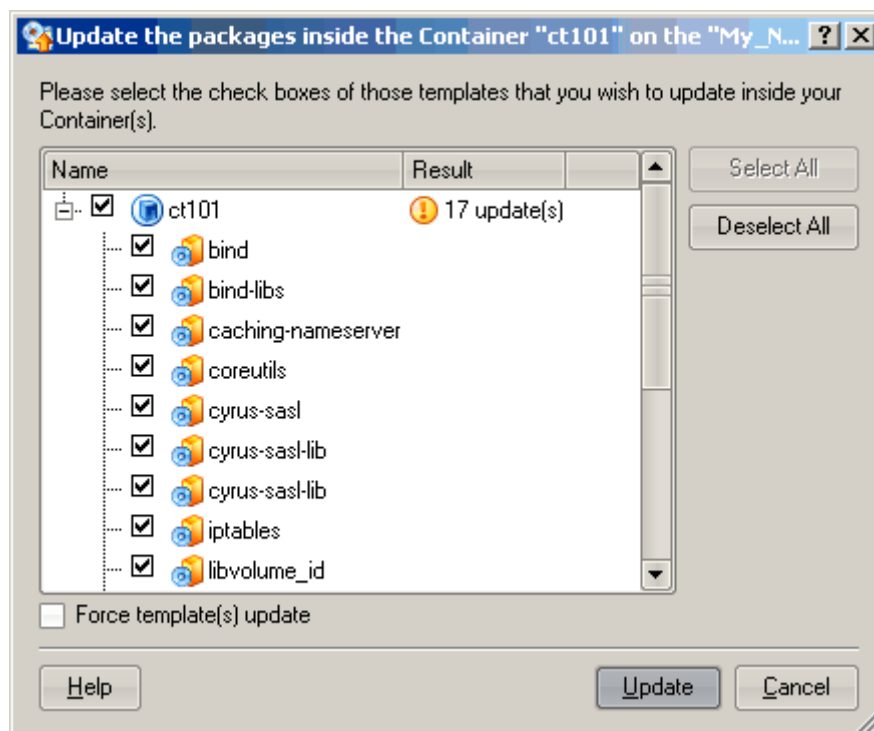 Update the packages inside the Container "ct101" on the "My_N...
Please select the check boxes of those templates that you wish to update inside your
Container(s).
Name Result
Select All
ct101 17 update(s)
Deselect All
bind
bind-libs
caching-nameserver
coreutils
cyrus-sasl
cyrus-sasl-lib
cyrus-sasl-lib
iptables
libvolume_id
Force template(s) update
Help Update Cancel